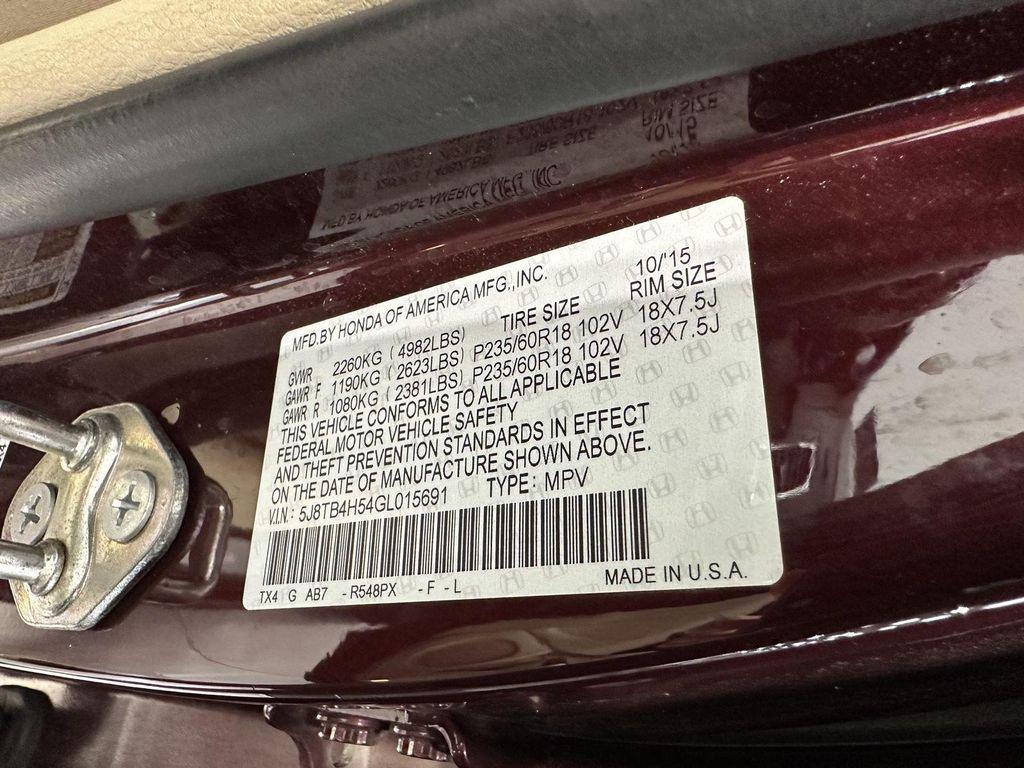 MFD.BY HONDA OF AMERICA MFG.,INC. 10/'15
TIRE SIZE RIM SIZE
GVWR 2260KG ( 4982LBS)
GAWR F 1190KG ( 2623LBS) P235/60R18 102V 18X7.5J
GAWR R 1080KG ( 2381LBS) P235/60R18 102V 18X7.5J
THIS VEHICLE CONFORMS TO ALL APPLICABLE
FEDERAL MOTOR VEHICLE SAFETY
AND THEFT PREVENTION STANDARDS IN EFFECT
ON THE DATE OF MANUFACTURE SHOWN ABOVE.
V.I.N.: 5J8TB4H54GL015691 TYPE: MPV
TX4 G AB7 -R548PX -F -L MADE IN U.S.A.